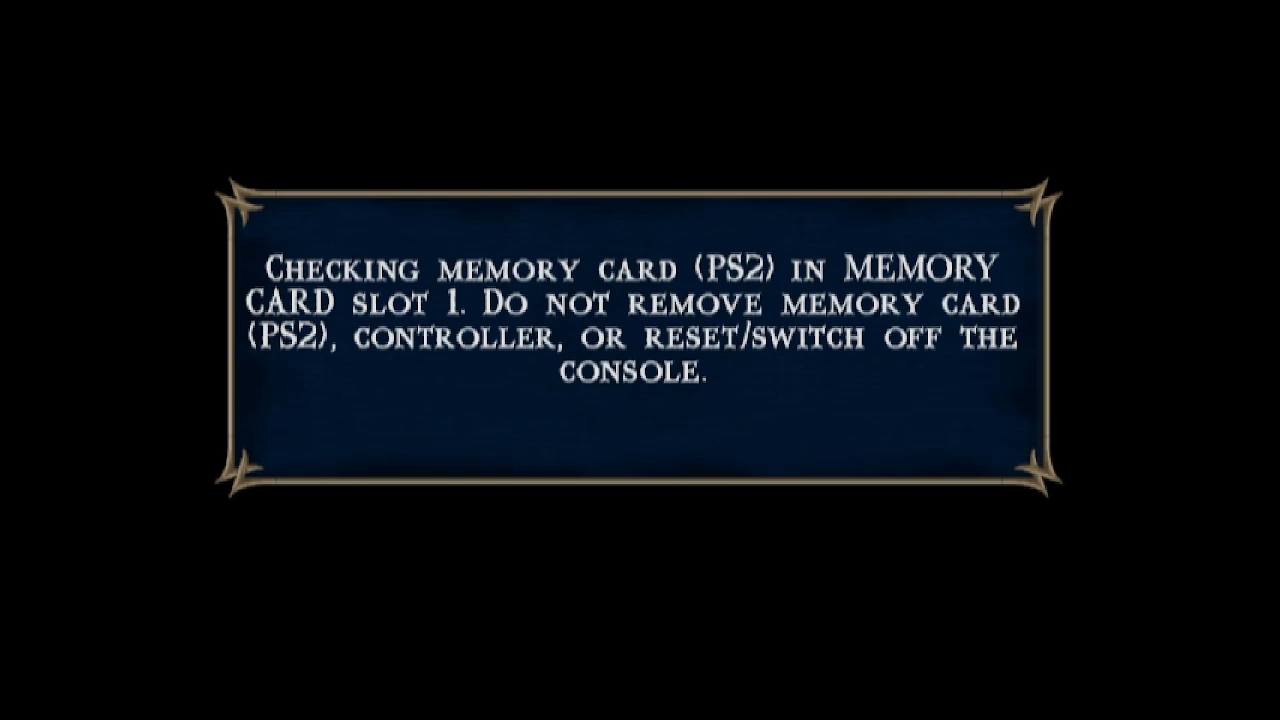 Checking memory card (PS2) in MEMORY
CARD slot 1. Do not remove memory card
(PS2), controller, or reset/switch off the
console.